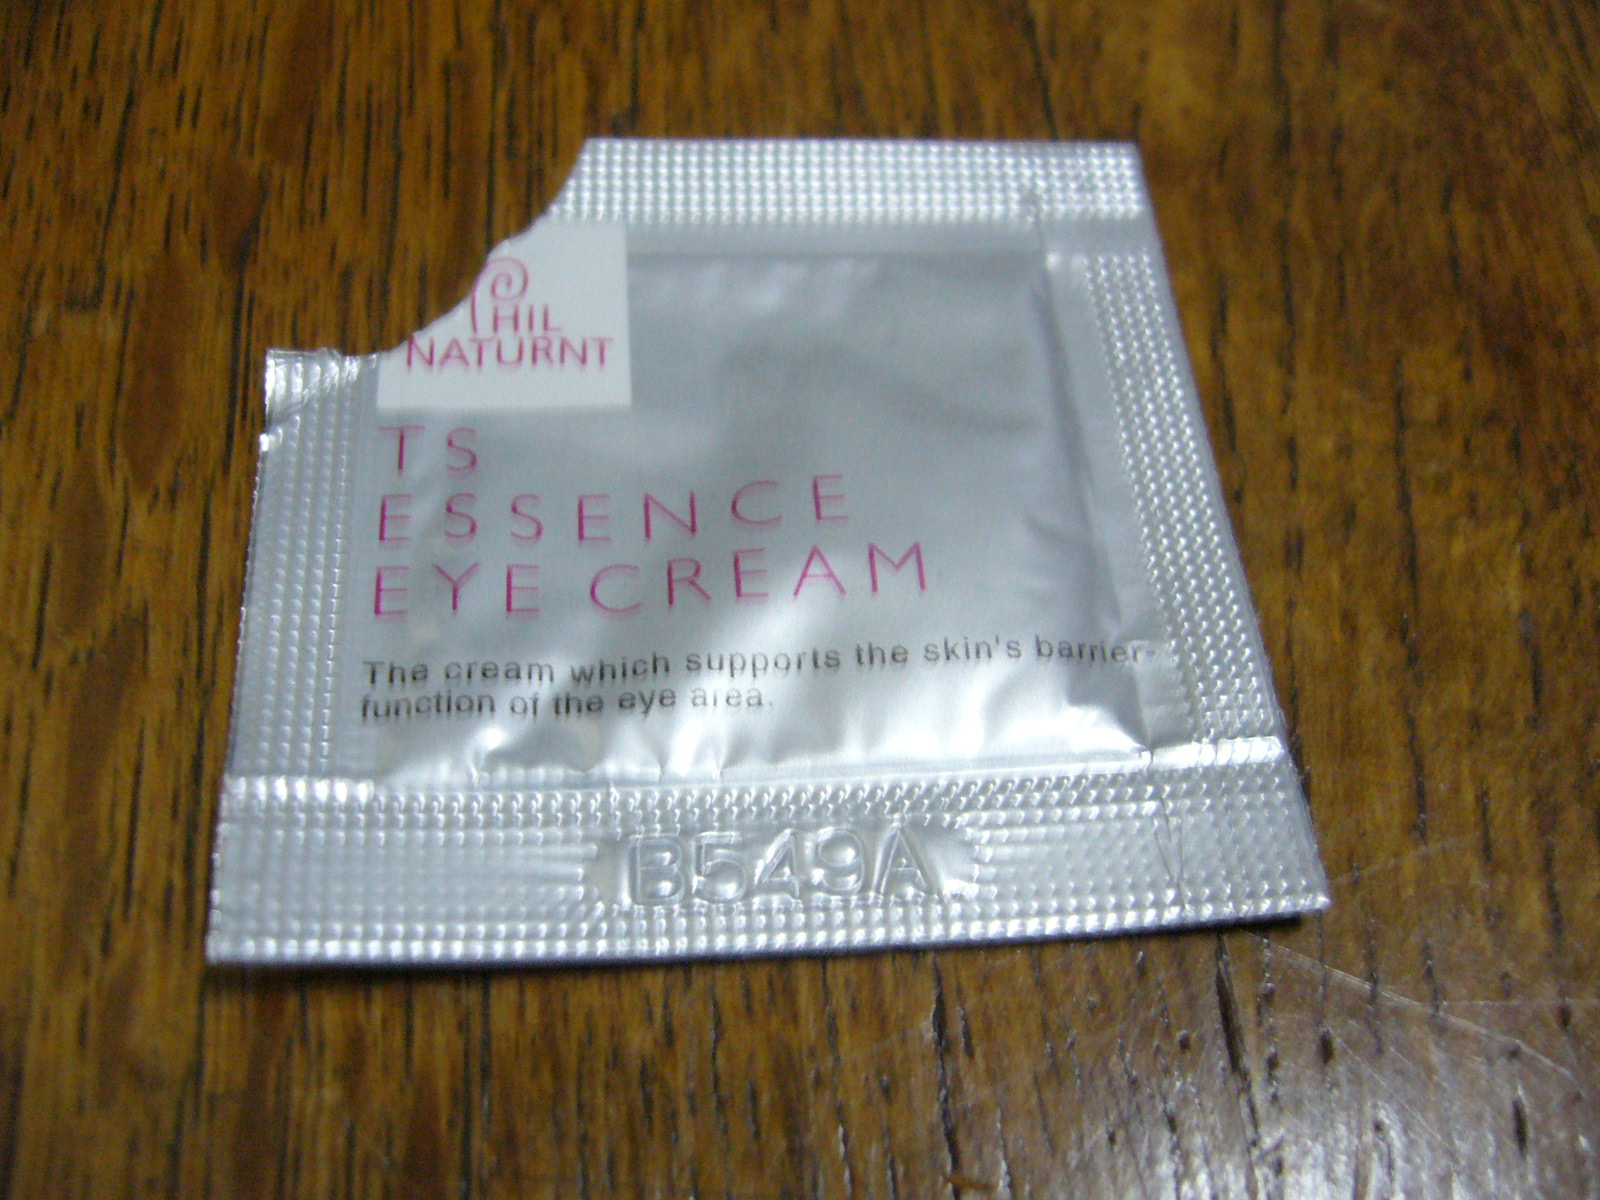 PHIL
NATURNT
TS
ESSENCE
EYE CREAM
The cream which supports the skin's barrier-
function of the eye area.
B549A